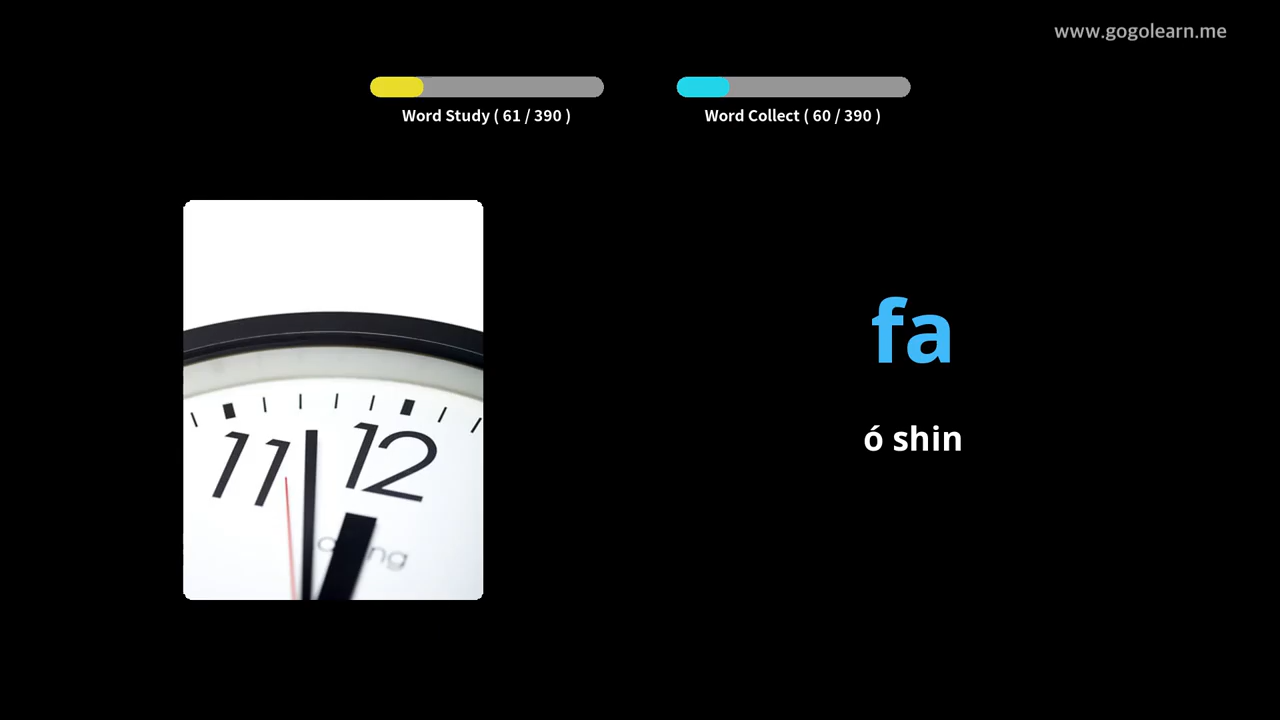 www.gogolearn.me
Word Study ( 61 / 390 )
Word Collect ( 60 / 390 )
fa
ó shin
11
12